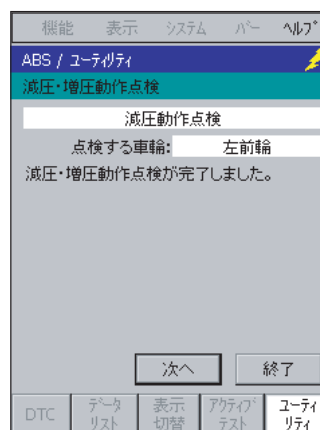 機能 表示 システム バー ヘルプ
ABS / ユーティリティ
減圧・増圧動作点検
減圧動作点検
点検する車輪: 左前輪
減圧・増圧動作点検が完了しました。
次へ 終了
DTC データリスト 表示切替 アクティブテスト ユーティリティ